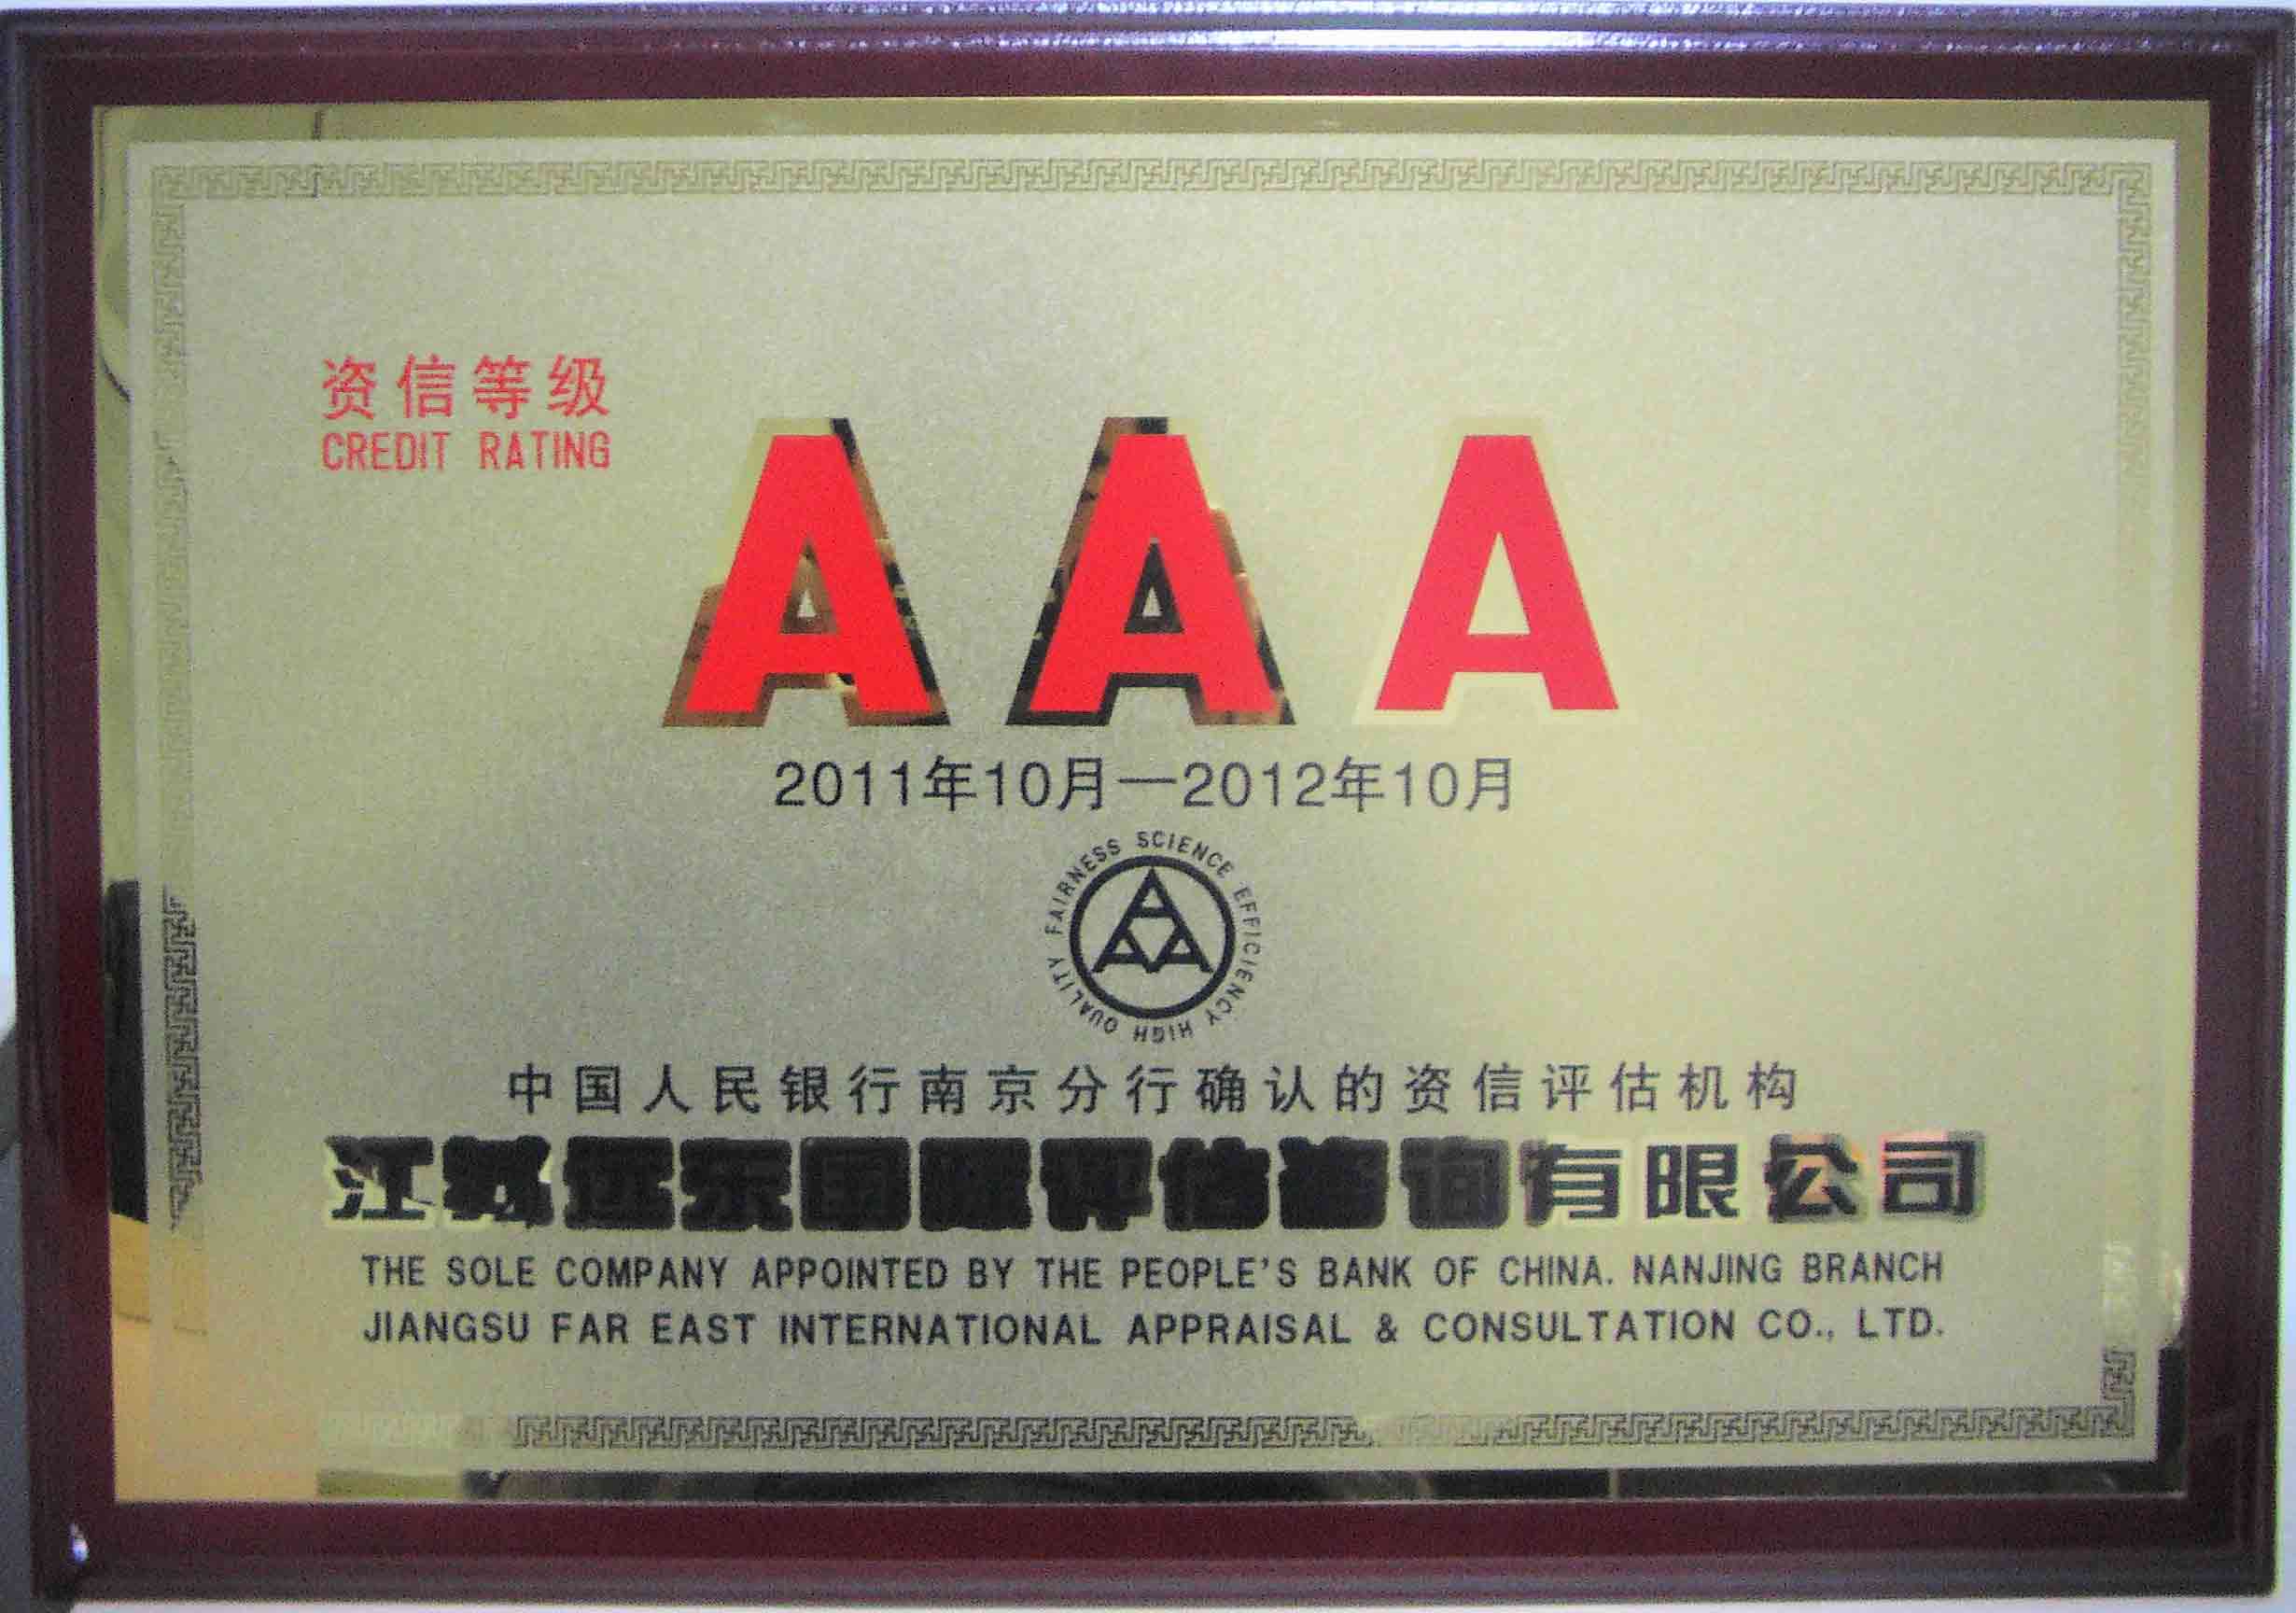 资信等级
CREDIT RATING
AAA
2011年10月—2012年10月
FAIRNESS SCIENCE EFFICIENCY HIGH QUALITY
中国人民银行南京分行确认的资信评估机构
江苏远东国际评估咨询有限公司
THE SOLE COMPANY APPOINTED BY THE PEOPLE'S BANK OF CHINA. NANJING BRANCH
JIANGSU FAR EAST INTERNATIONAL APPRAISAL & CONSULTATION CO., LTD.